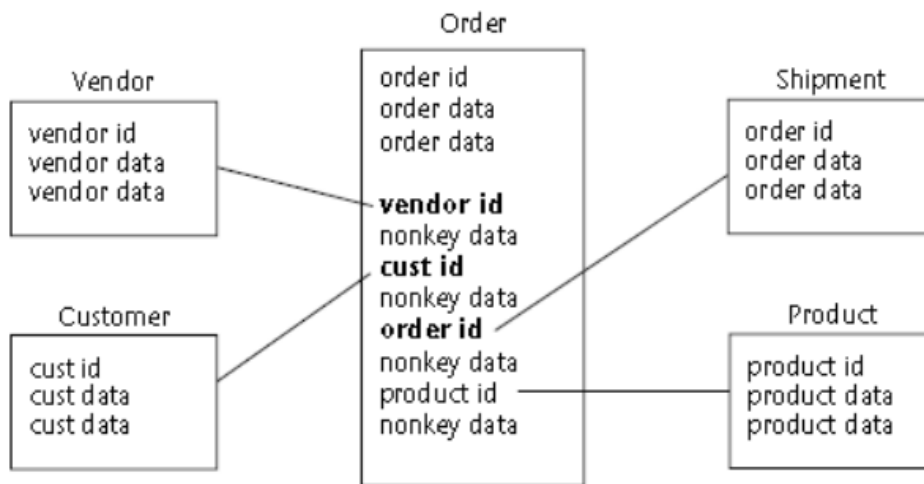 Order
order id
order data
order data
vendor id
nonkey data
cust id
nonkey data
order id
nonkey data
product id
nonkey data
Vendor
vendor id
vendor data
vendor data
Customer
cust id
cust data
cust data
Shipment
order id
order data
order data
Product
product id
product data
product data